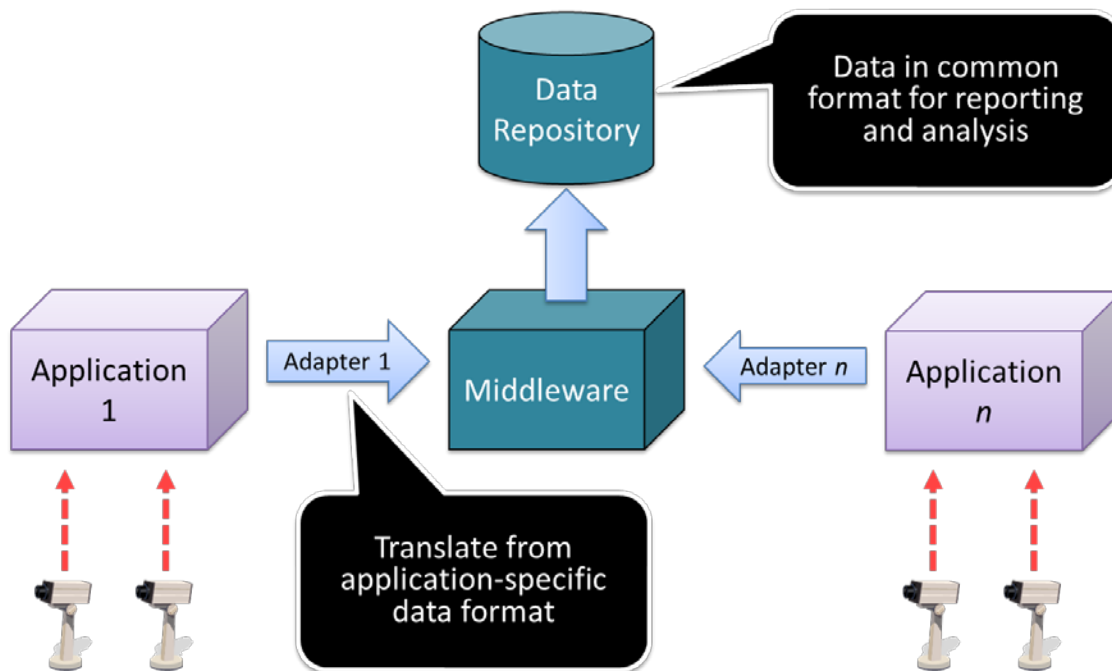 Data
Repository
Data in common
format for reporting
and analysis
Application
1
Adapter 1
Middleware
Adapter n
Application
n
Translate from
application-specific
data format